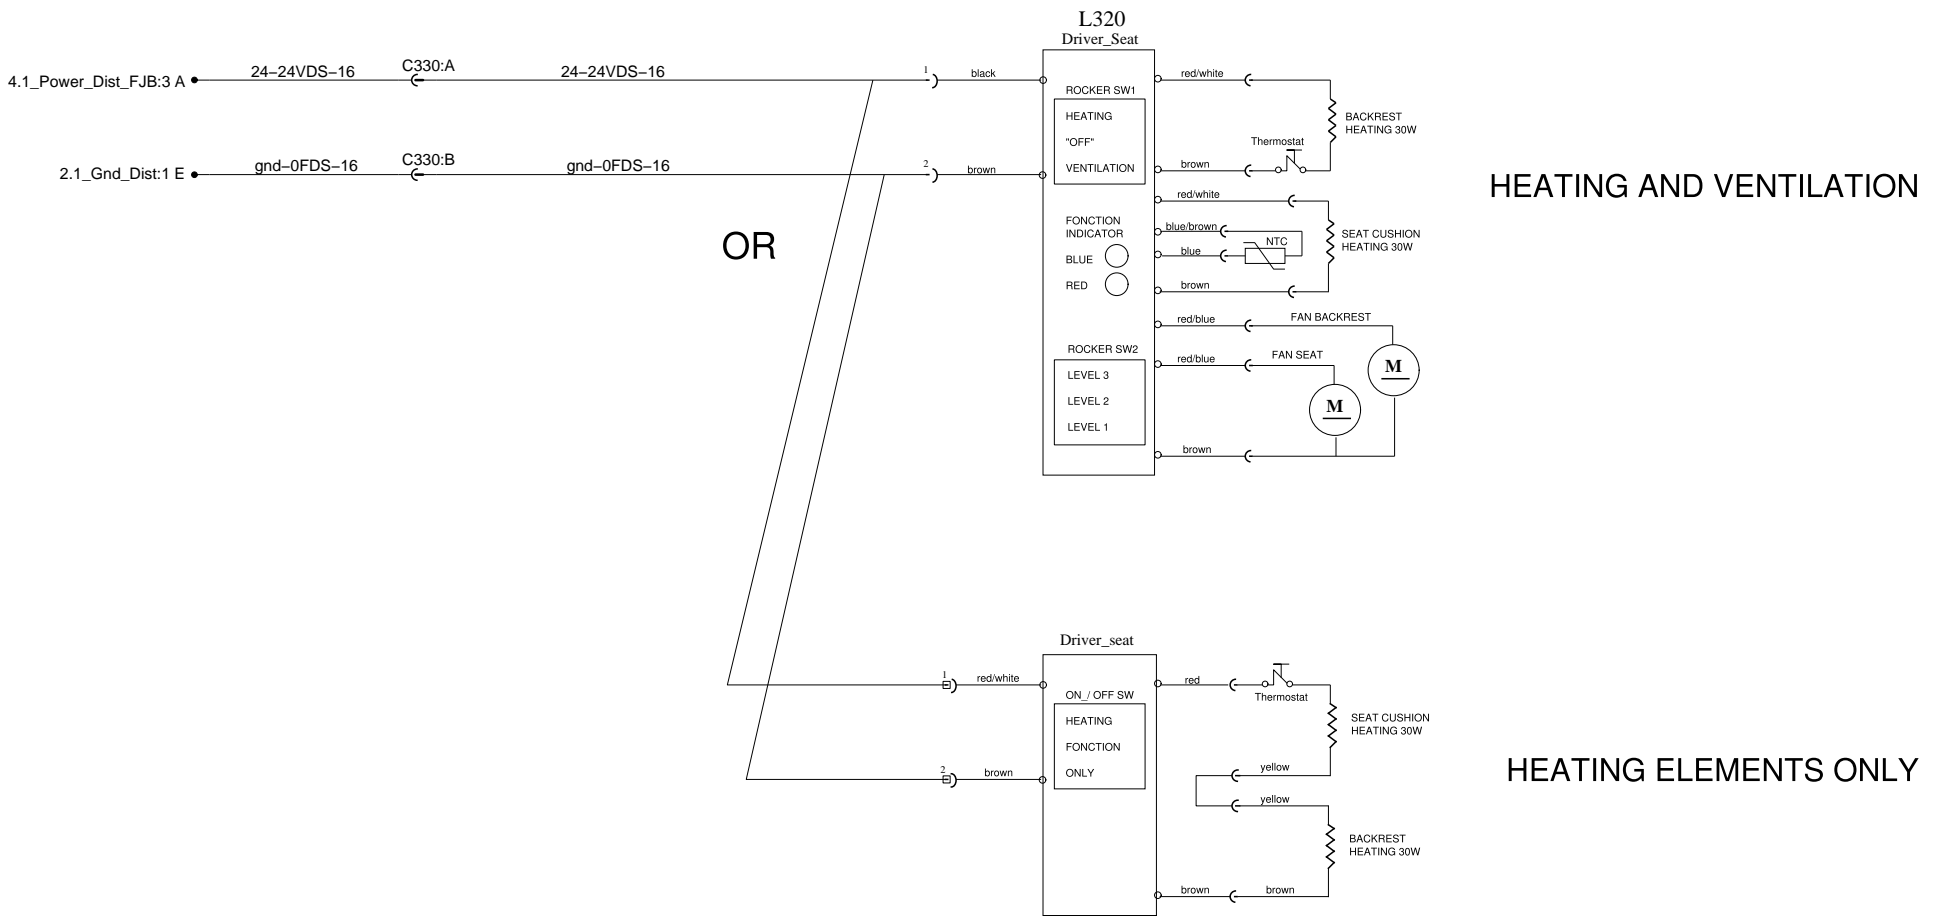 L320
Driver_Seat
4.1_Power_Dist_FJB:3 A
24-24VDS-16
C330:A
24-24VDS-16
1
black
red/white
ROCKER SW1
HEATING
"OFF"
VENTILATION
BACKREST
HEATING 30W
Thermostat
brown
2.1_Gnd_Dist:1 E
gnd-0FDS-16
C330:B
gnd-0FDS-16
2
brown
HEATING AND VENTILATION
red/white
OR
FONCTION
INDICATOR
BLUE
RED
blue/brown
blue
NTC
SEAT CUSHION
HEATING 30W
brown
red/blue
FAN BACKREST
M
ROCKER SW2
LEVEL 3
LEVEL 2
LEVEL 1
red/blue
FAN SEAT
M
brown
Driver_seat
1
red/white
ON_/ OFF SW
HEATING
FONCTION
ONLY
red
Thermostat
SEAT CUSHION
HEATING 30W
2
brown
yellow
yellow
HEATING ELEMENTS ONLY
BACKREST
HEATING 30W
brown
brown